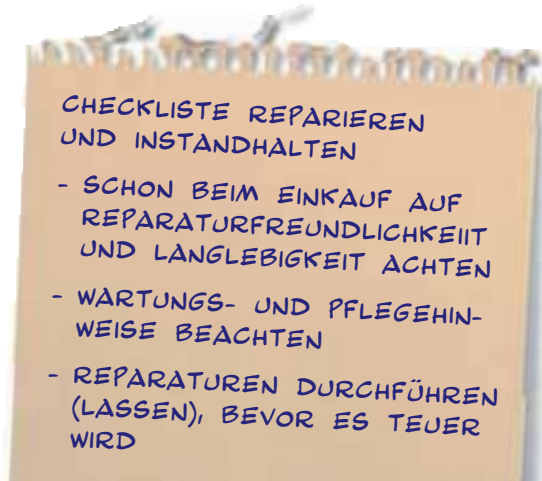 CHECKLISTE REPARIEREN
UND INSTANDHALTEN
- SCHON BEIM EINKAUF AUF
REPARATURFREUNDLICHKEIIT
UND LANGLEBIGKEIT ACHTEN
- WARTUNGS- UND PFLEGEHIN-
WEISE BEACHTEN
- REPARATUREN DURCHFÜHREN
(LASSEN), BEVOR ES TEUER
WIRD